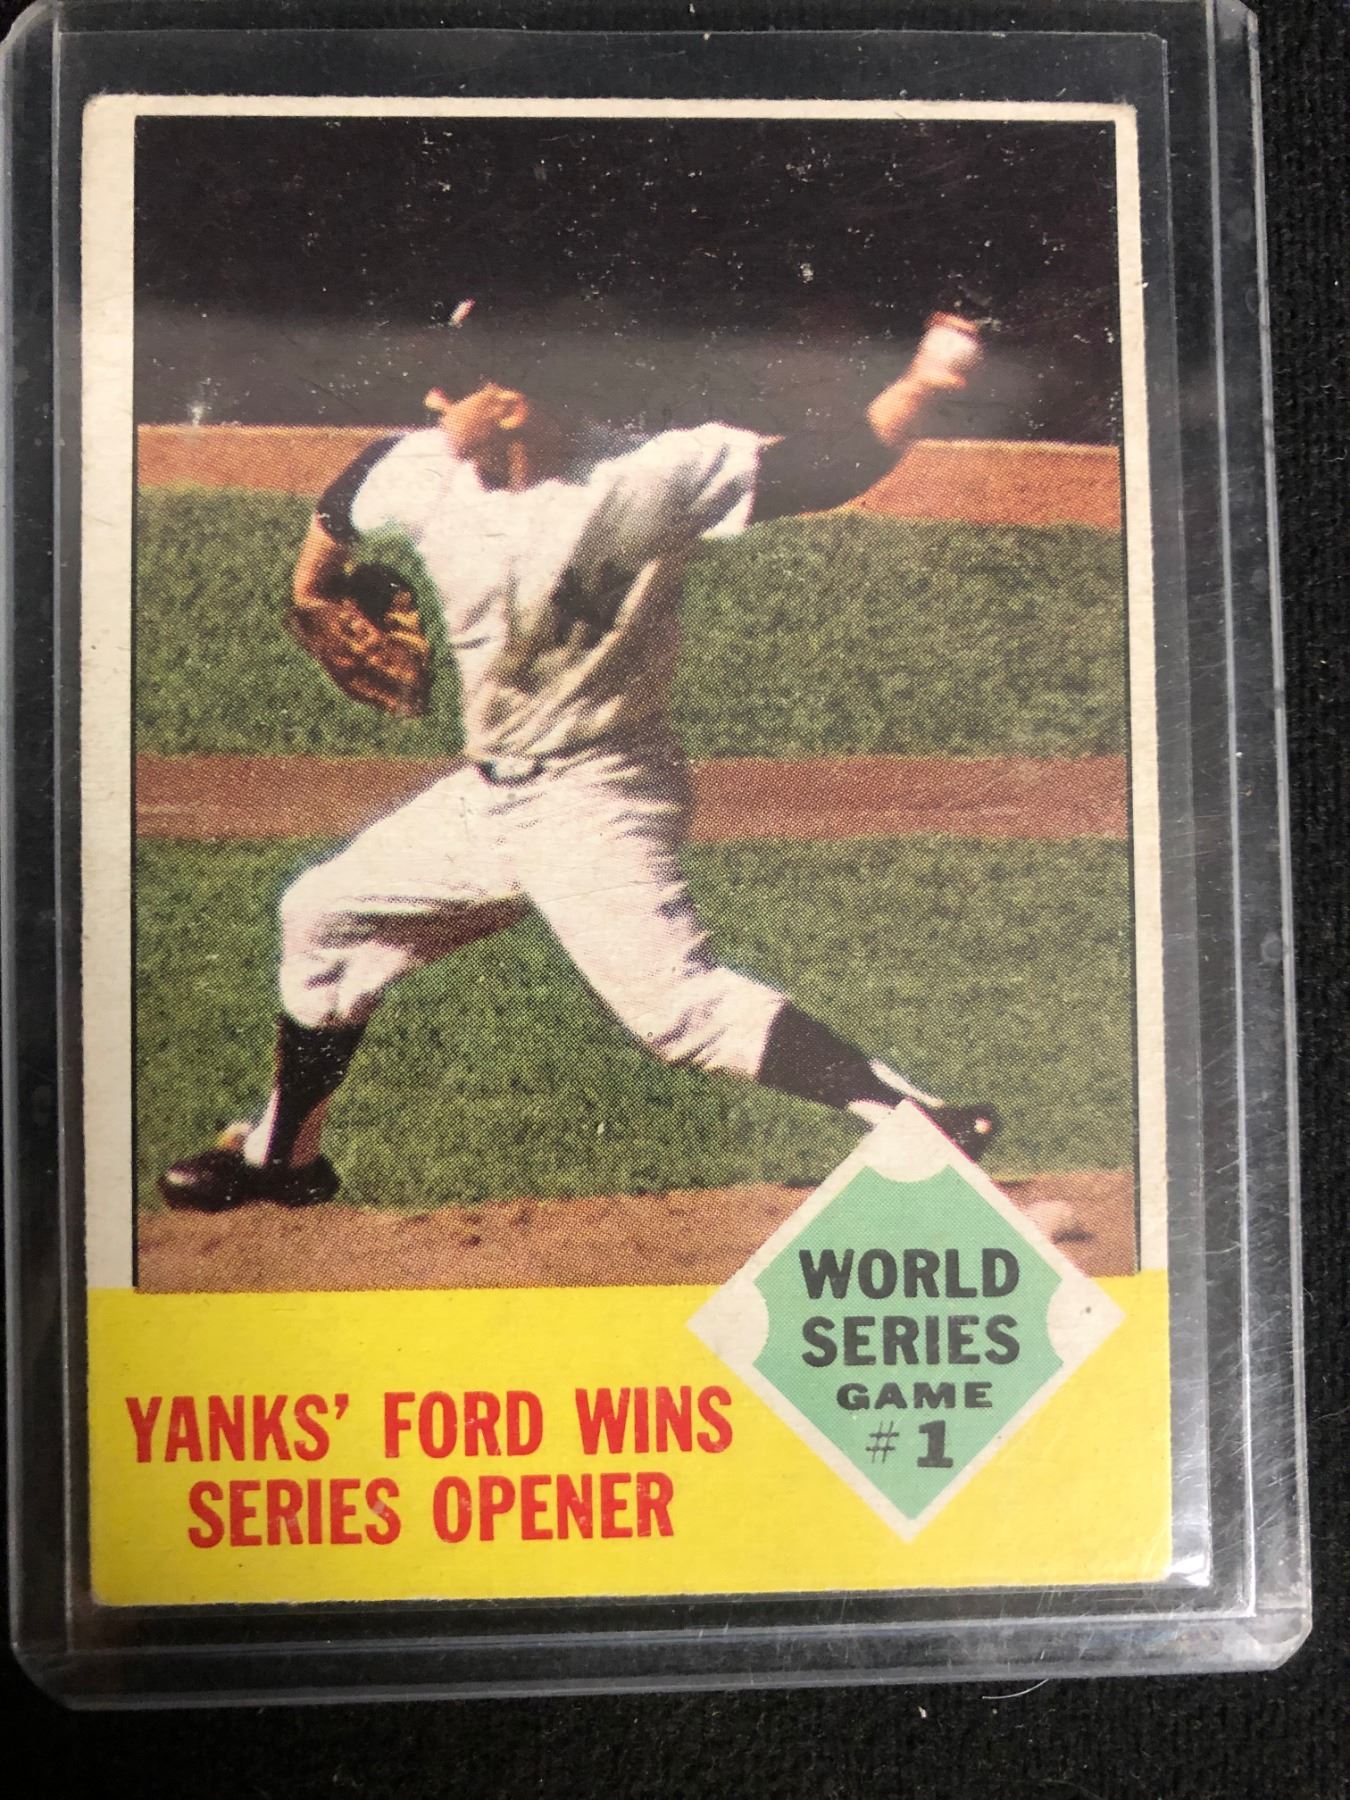 WORLD
SERIES
GAME
#1
YANKS' FORD WINS
SERIES OPENER